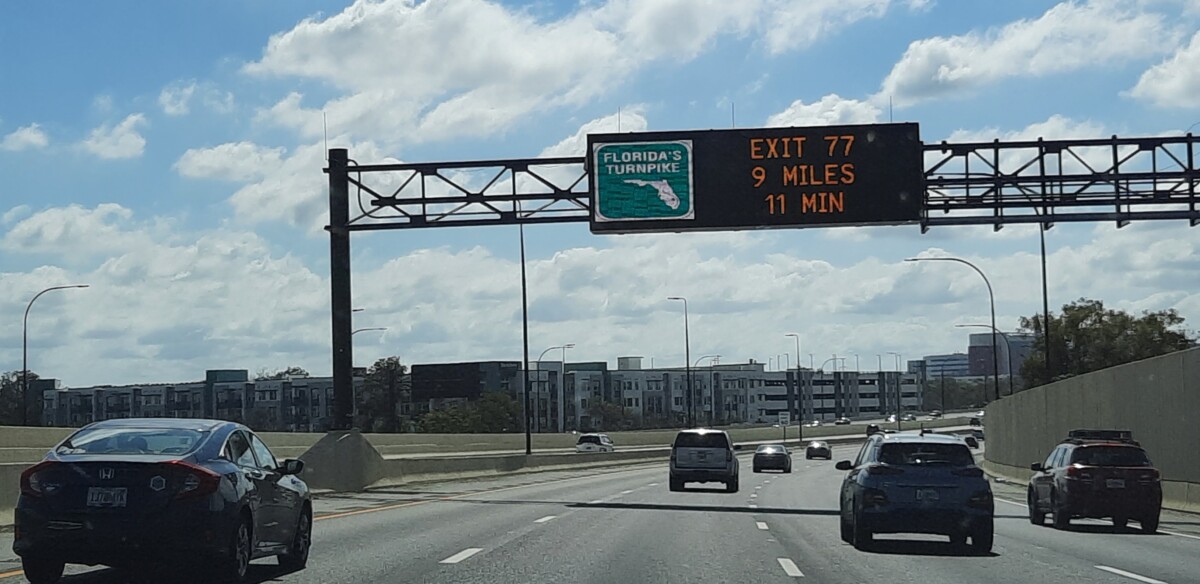 FLORIDA'S
TURNPIKE
EXIT 77
9 MILES
11 MIN